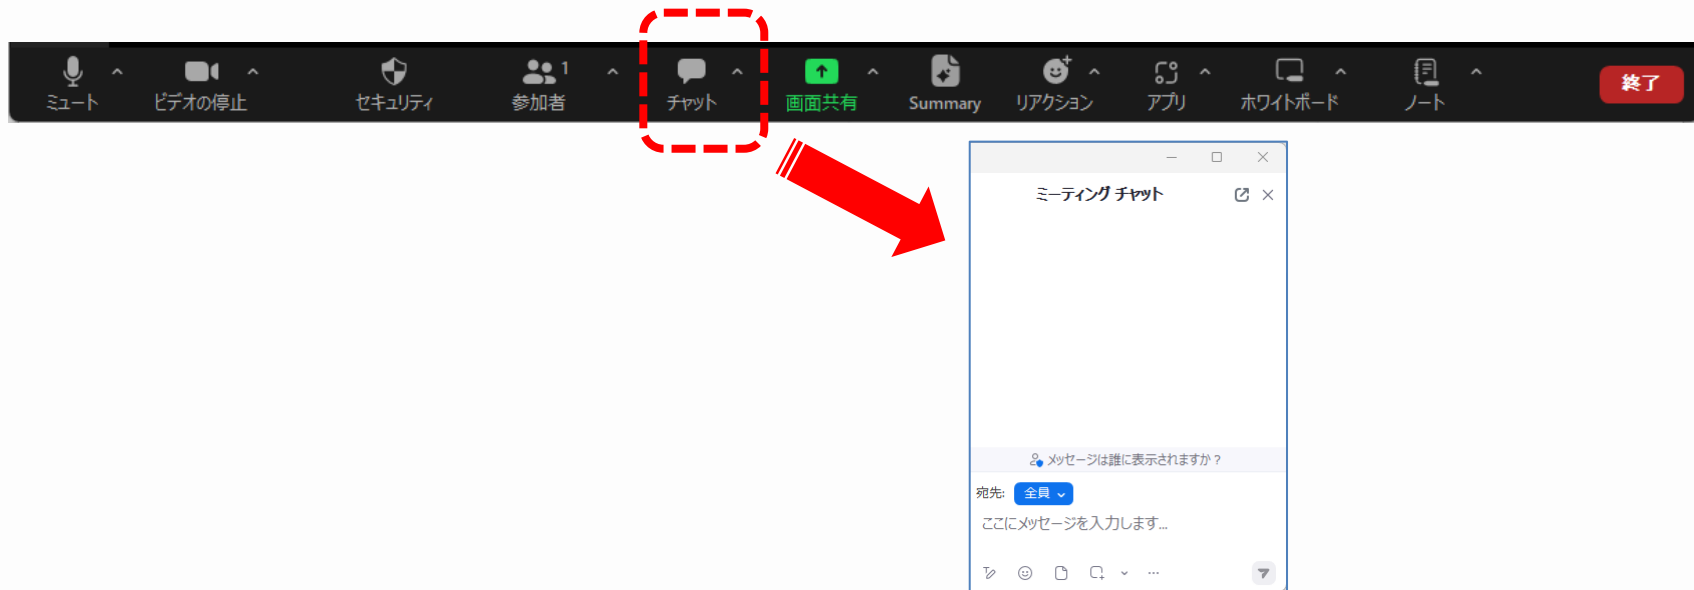 ミュート ビデオの停止 セキュリティ 参加者 1 チャット 画面共有 Summary リアクション アプリ ホワイトボード ノート 終了
ミーティング チャット
メッセージは誰に表示されますか？
宛先: 全員
ここにメッセージを入力します...